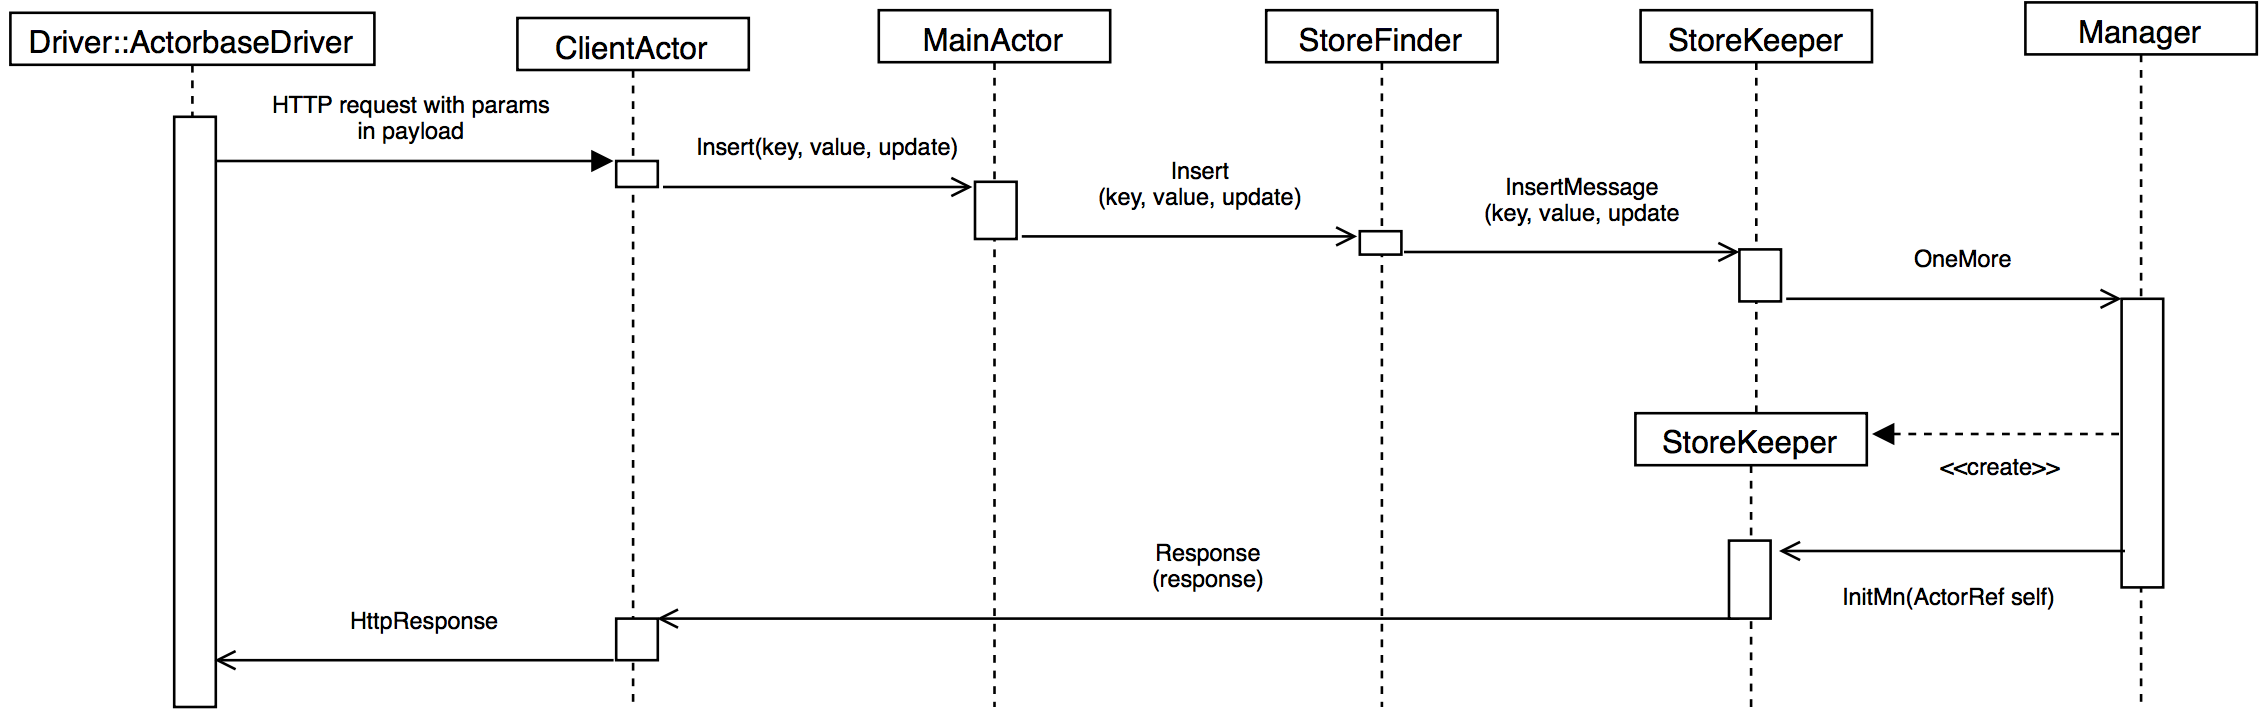 Driver::ActorbaseDriver
ClientActor
MainActor
StoreFinder
StoreKeeper
Manager
HTTP request with params
in payload
Insert(key, value, update)
Insert
(key, value, update)
InsertMessage
(key, value, update
OneMore
StoreKeeper
<<create>>
InitMn(ActorRef self)
Response
(response)
HttpResponse